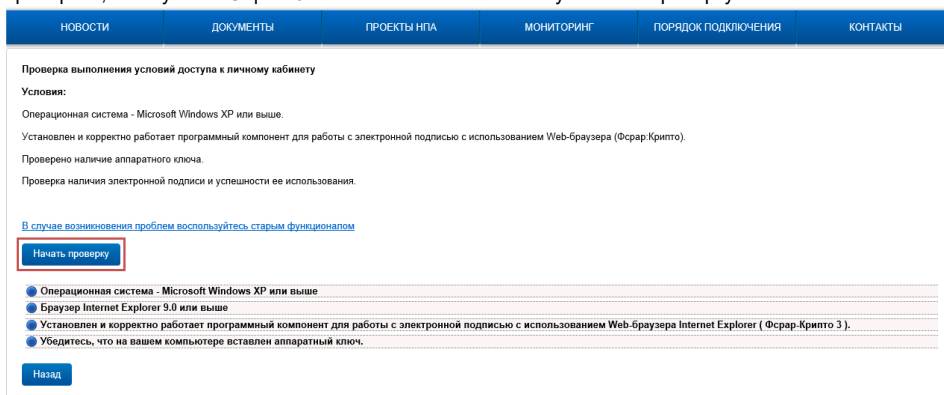 НОВОСТИ ДОКУМЕНТЫ ПРОЕКТЫ НПА МОНИТОРИНГ ПОРЯДОК ПОДКЛЮЧЕНИЯ КОНТАКТЫ
Проверка выполнения условий доступа к личному кабинету
Условия:
Операционная система - Microsoft Windows XP или выше.
Установлен и корректно работает программный компонент для работы с электронной подписью с использованием Web-браузера (Фсрар:Крипто).
Проверено наличие аппаратного ключа.
Проверка наличия электронной подписи и успешности ее использования.
В случае возникновения проблем воспользуйтесь старым функционалом
Начать проверку
Операционная система - Microsoft Windows XP или выше
Браузер Internet Explorer 9.0 или выше
Установлен и корректно работает программный компонент для работы с электронной подписью с использованием Web-браузера Internet Explorer ( Фсрар-Крипто 3 ).
Убедитесь, что на вашем компьютере вставлен аппаратный ключ.
Назад